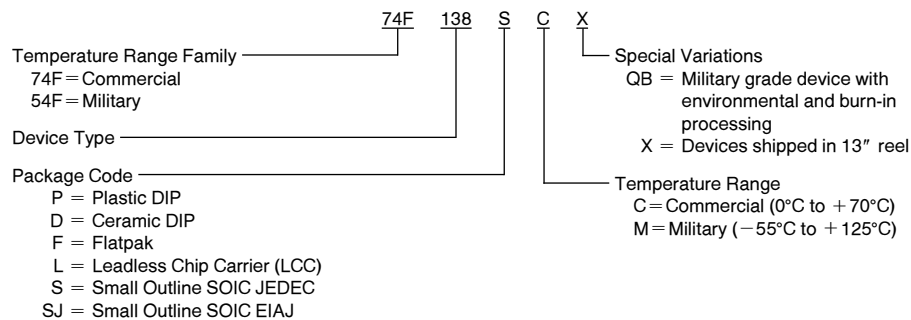 74F 138 S C X
Temperature Range Family
74F = Commercial
54F = Military
Device Type
Package Code
P = Plastic DIP
D = Ceramic DIP
F = Flatpak
L = Leadless Chip Carrier (LCC)
S = Small Outline SOIC JEDEC
SJ = Small Outline SOIC EIAJ
Special Variations
QB = Military grade device with
environmental and burn-in
processing
X = Devices shipped in 13″ reel
Temperature Range
C = Commercial (0°C to +70°C)
M = Military (−55°C to +125°C)